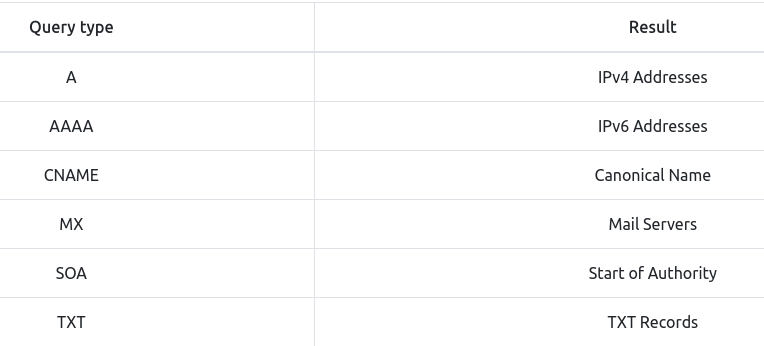 Query type Result
A IPv4 Addresses
AAAA IPv6 Addresses
CNAME Canonical Name
MX Mail Servers
SOA Start of Authority
TXT TXT Records